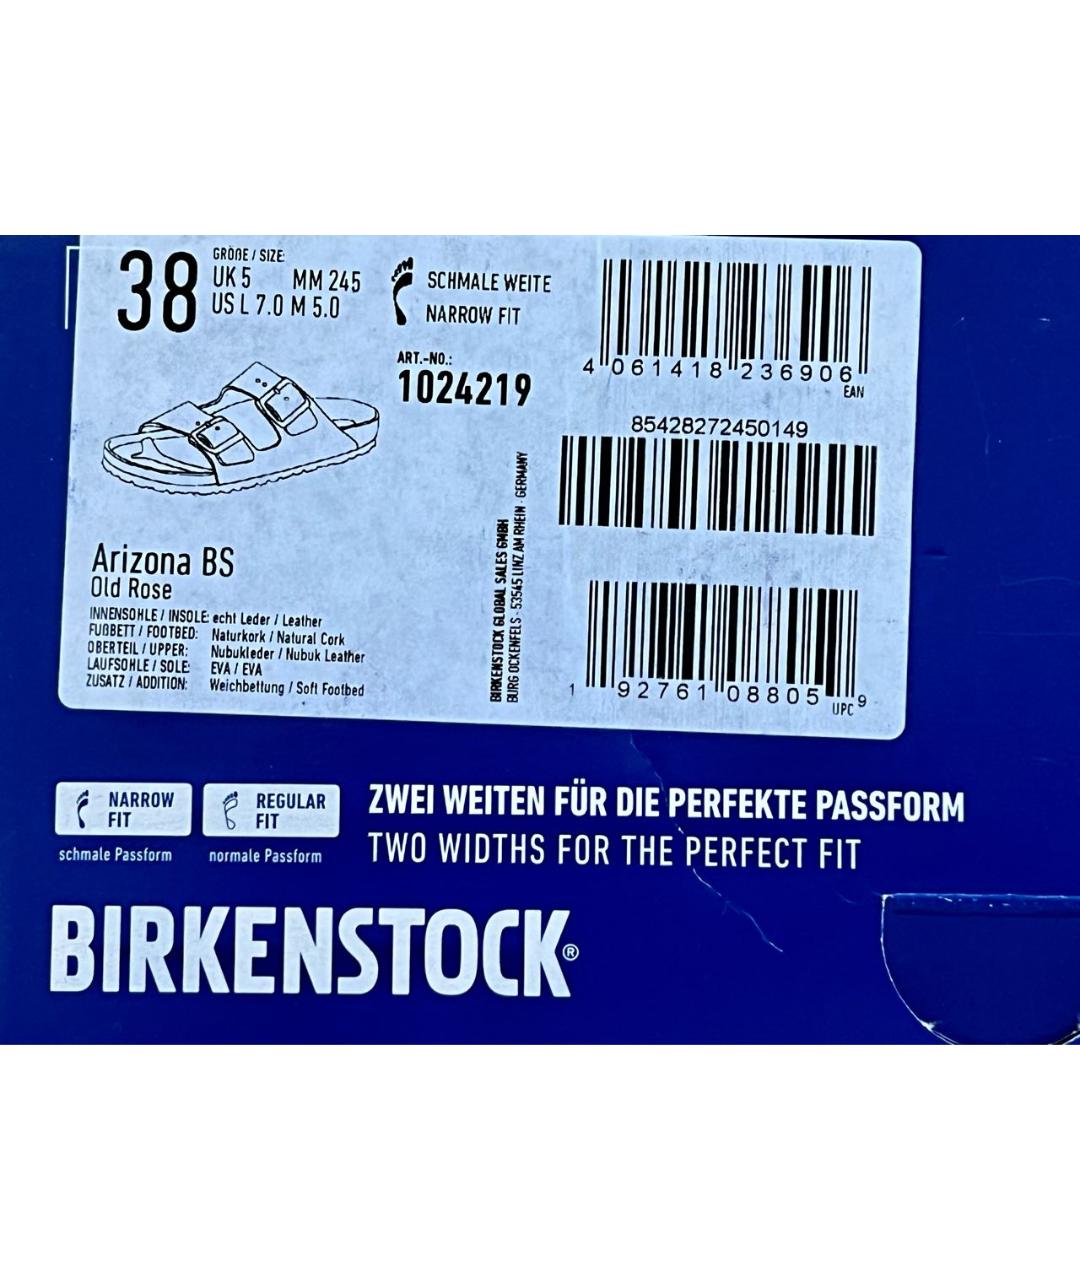 38
GRÖßE / SIZE:
UK 5 MM 245
US L 7.0 M 5.0
SCHMALE WEITE
NARROW FIT
ART.-NO.:
1024219
4 061418 236906
EAN
85428272450149
Arizona BS
Old Rose
INNENSOHLE / INSOLE: echt Leder / Leather
FUßBETT / FOOTBED: Naturkork / Natural Cork
OBERTEIL / UPPER: Nubukleder / Nubuk Leather
LAUFSOHLE / SOLE: EVA / EVA
ZUSATZ / ADDITION: Weichbettung / Soft Footbed
BIRKENSTOCK GLOBAL SALES GMBH
BURG OCKENFELS · 53545 LINZ AM RHEIN · GERMANY
1 92761 08805 9
UPC
NARROW
FIT
schmale Passform
REGULAR
FIT
normale Passform
ZWEI WEITEN FÜR DIE PERFEKTE PASSFORM
TWO WIDTHS FOR THE PERFECT FIT
BIRKENSTOCK®